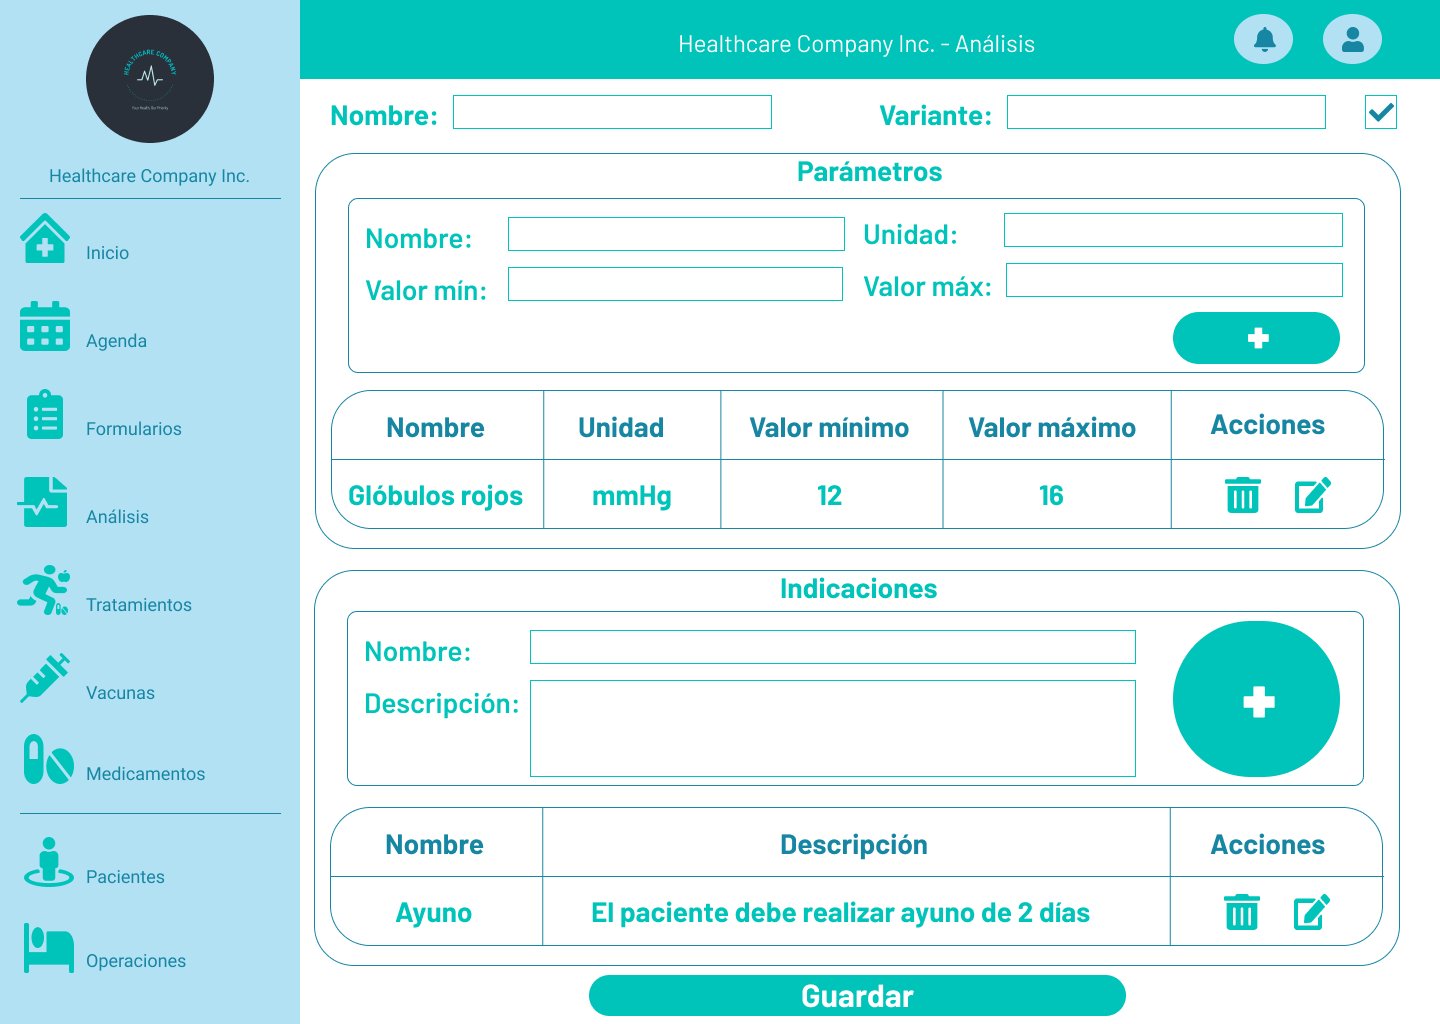 HEALTHCARE COMPANY
Your Health Our Priority
Healthcare Company Inc.
Inicio
Agenda
Formularios
Análisis
Tratamientos
Vacunas
Medicamentos
Pacientes
Operaciones
Healthcare Company Inc. - Análisis
Nombre: Variante:
Parámetros
Nombre: Unidad:
Valor mín: Valor máx:
Nombre Unidad Valor mínimo Valor máximo Acciones
Glóbulos rojos mmHg 12 16
Indicaciones
Nombre:
Descripción:
Nombre Descripción Acciones
Ayuno El paciente debe realizar ayuno de 2 días
Guardar